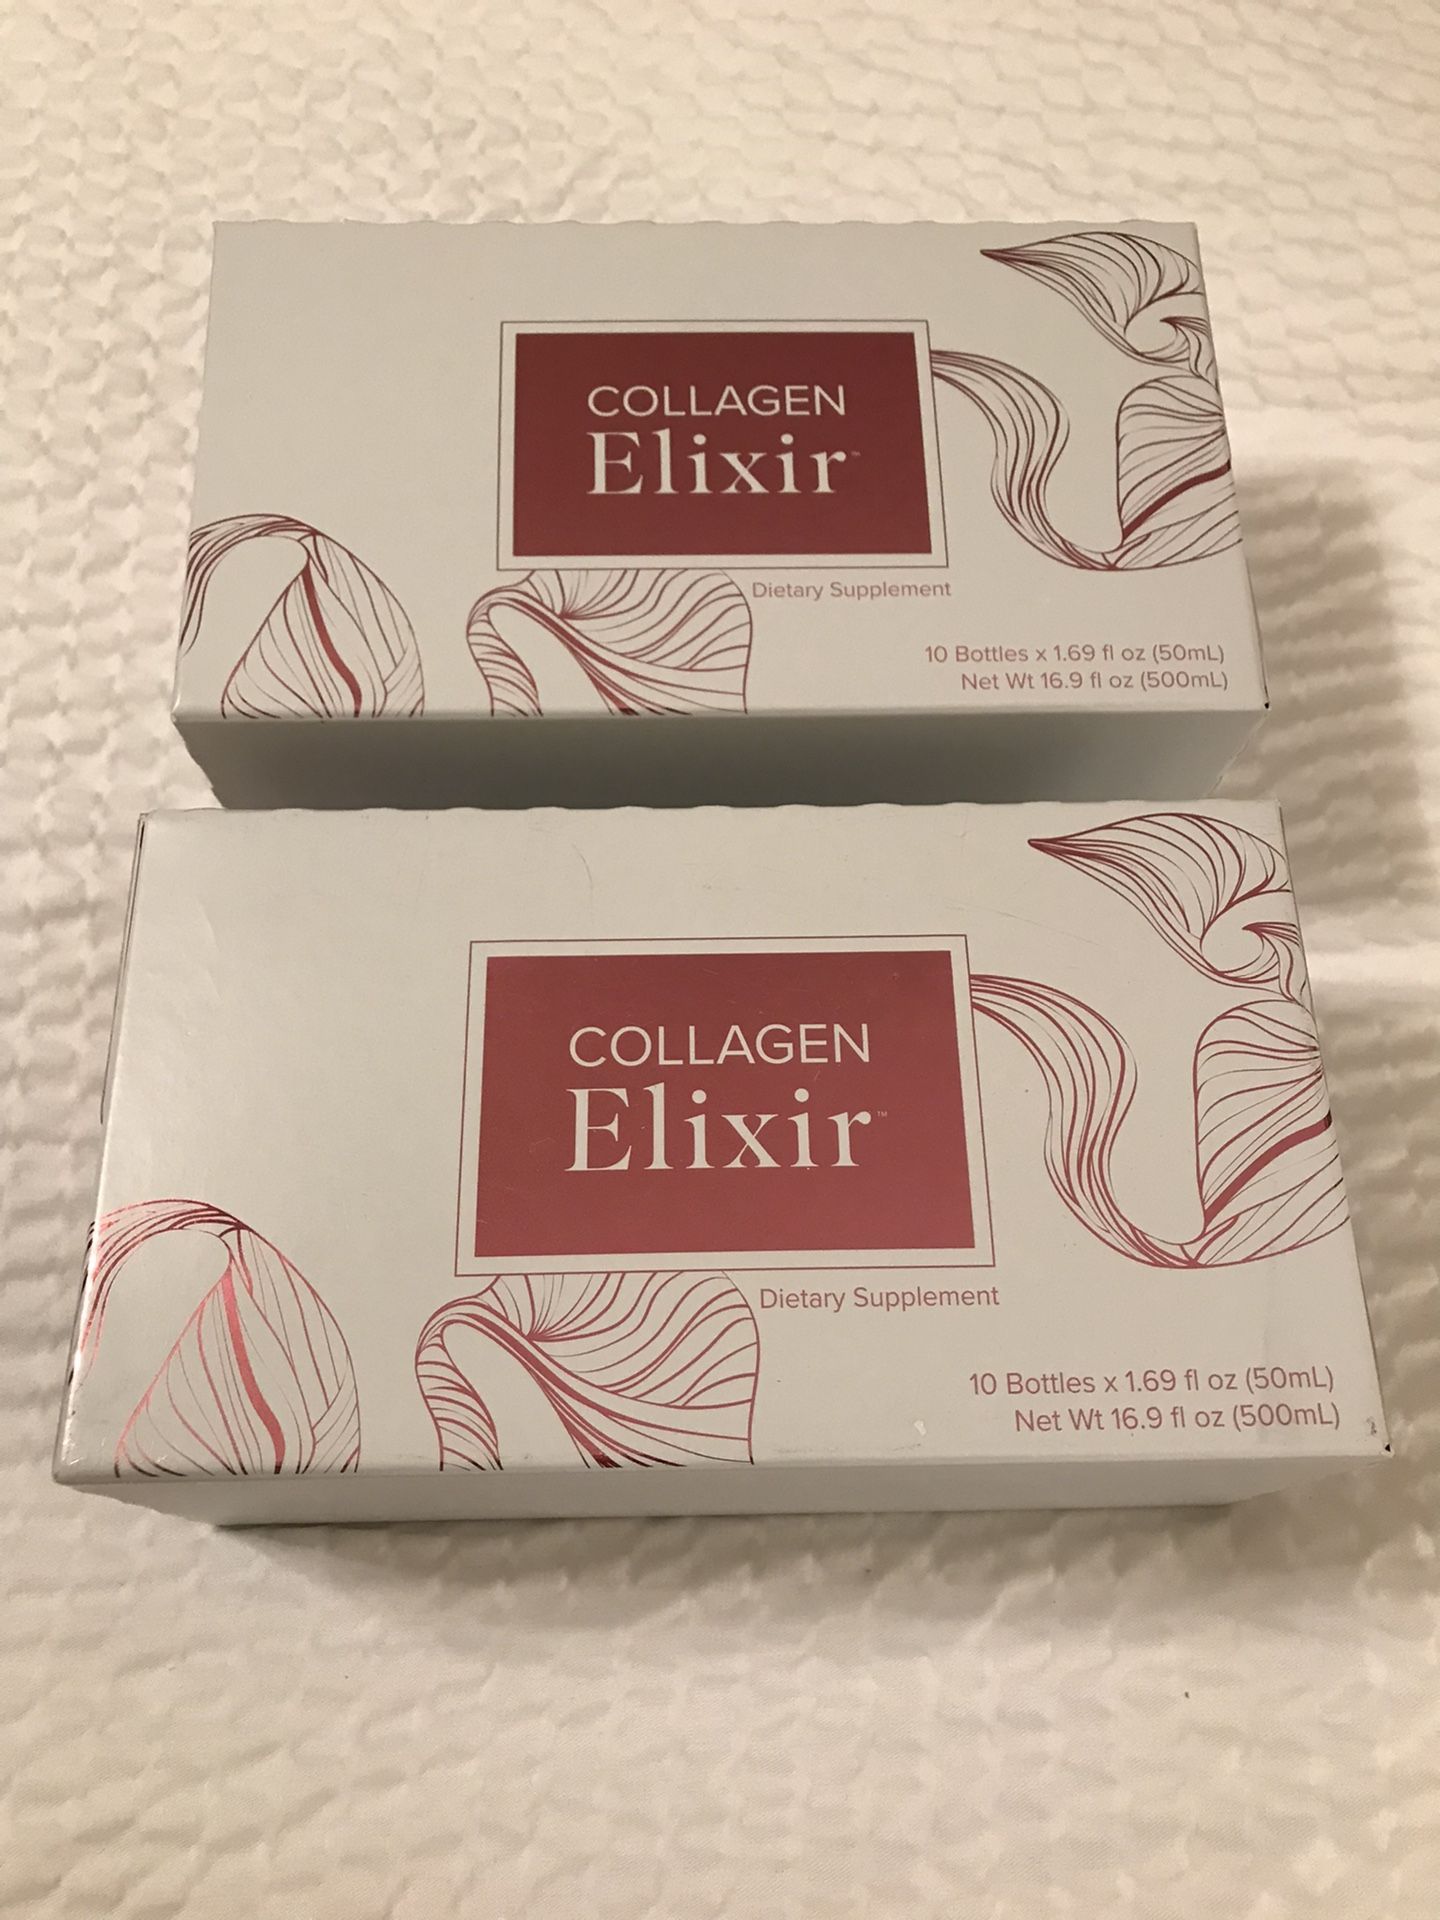 COLLAGEN
Elixir™
Dietary Supplement
10 Bottles x 1.69 fl oz (50mL)
Net Wt 16.9 fl oz (500mL)
COLLAGEN
Elixir™
Dietary Supplement
10 Bottles x 1.69 fl oz (50mL)
Net Wt 16.9 fl oz (500mL)